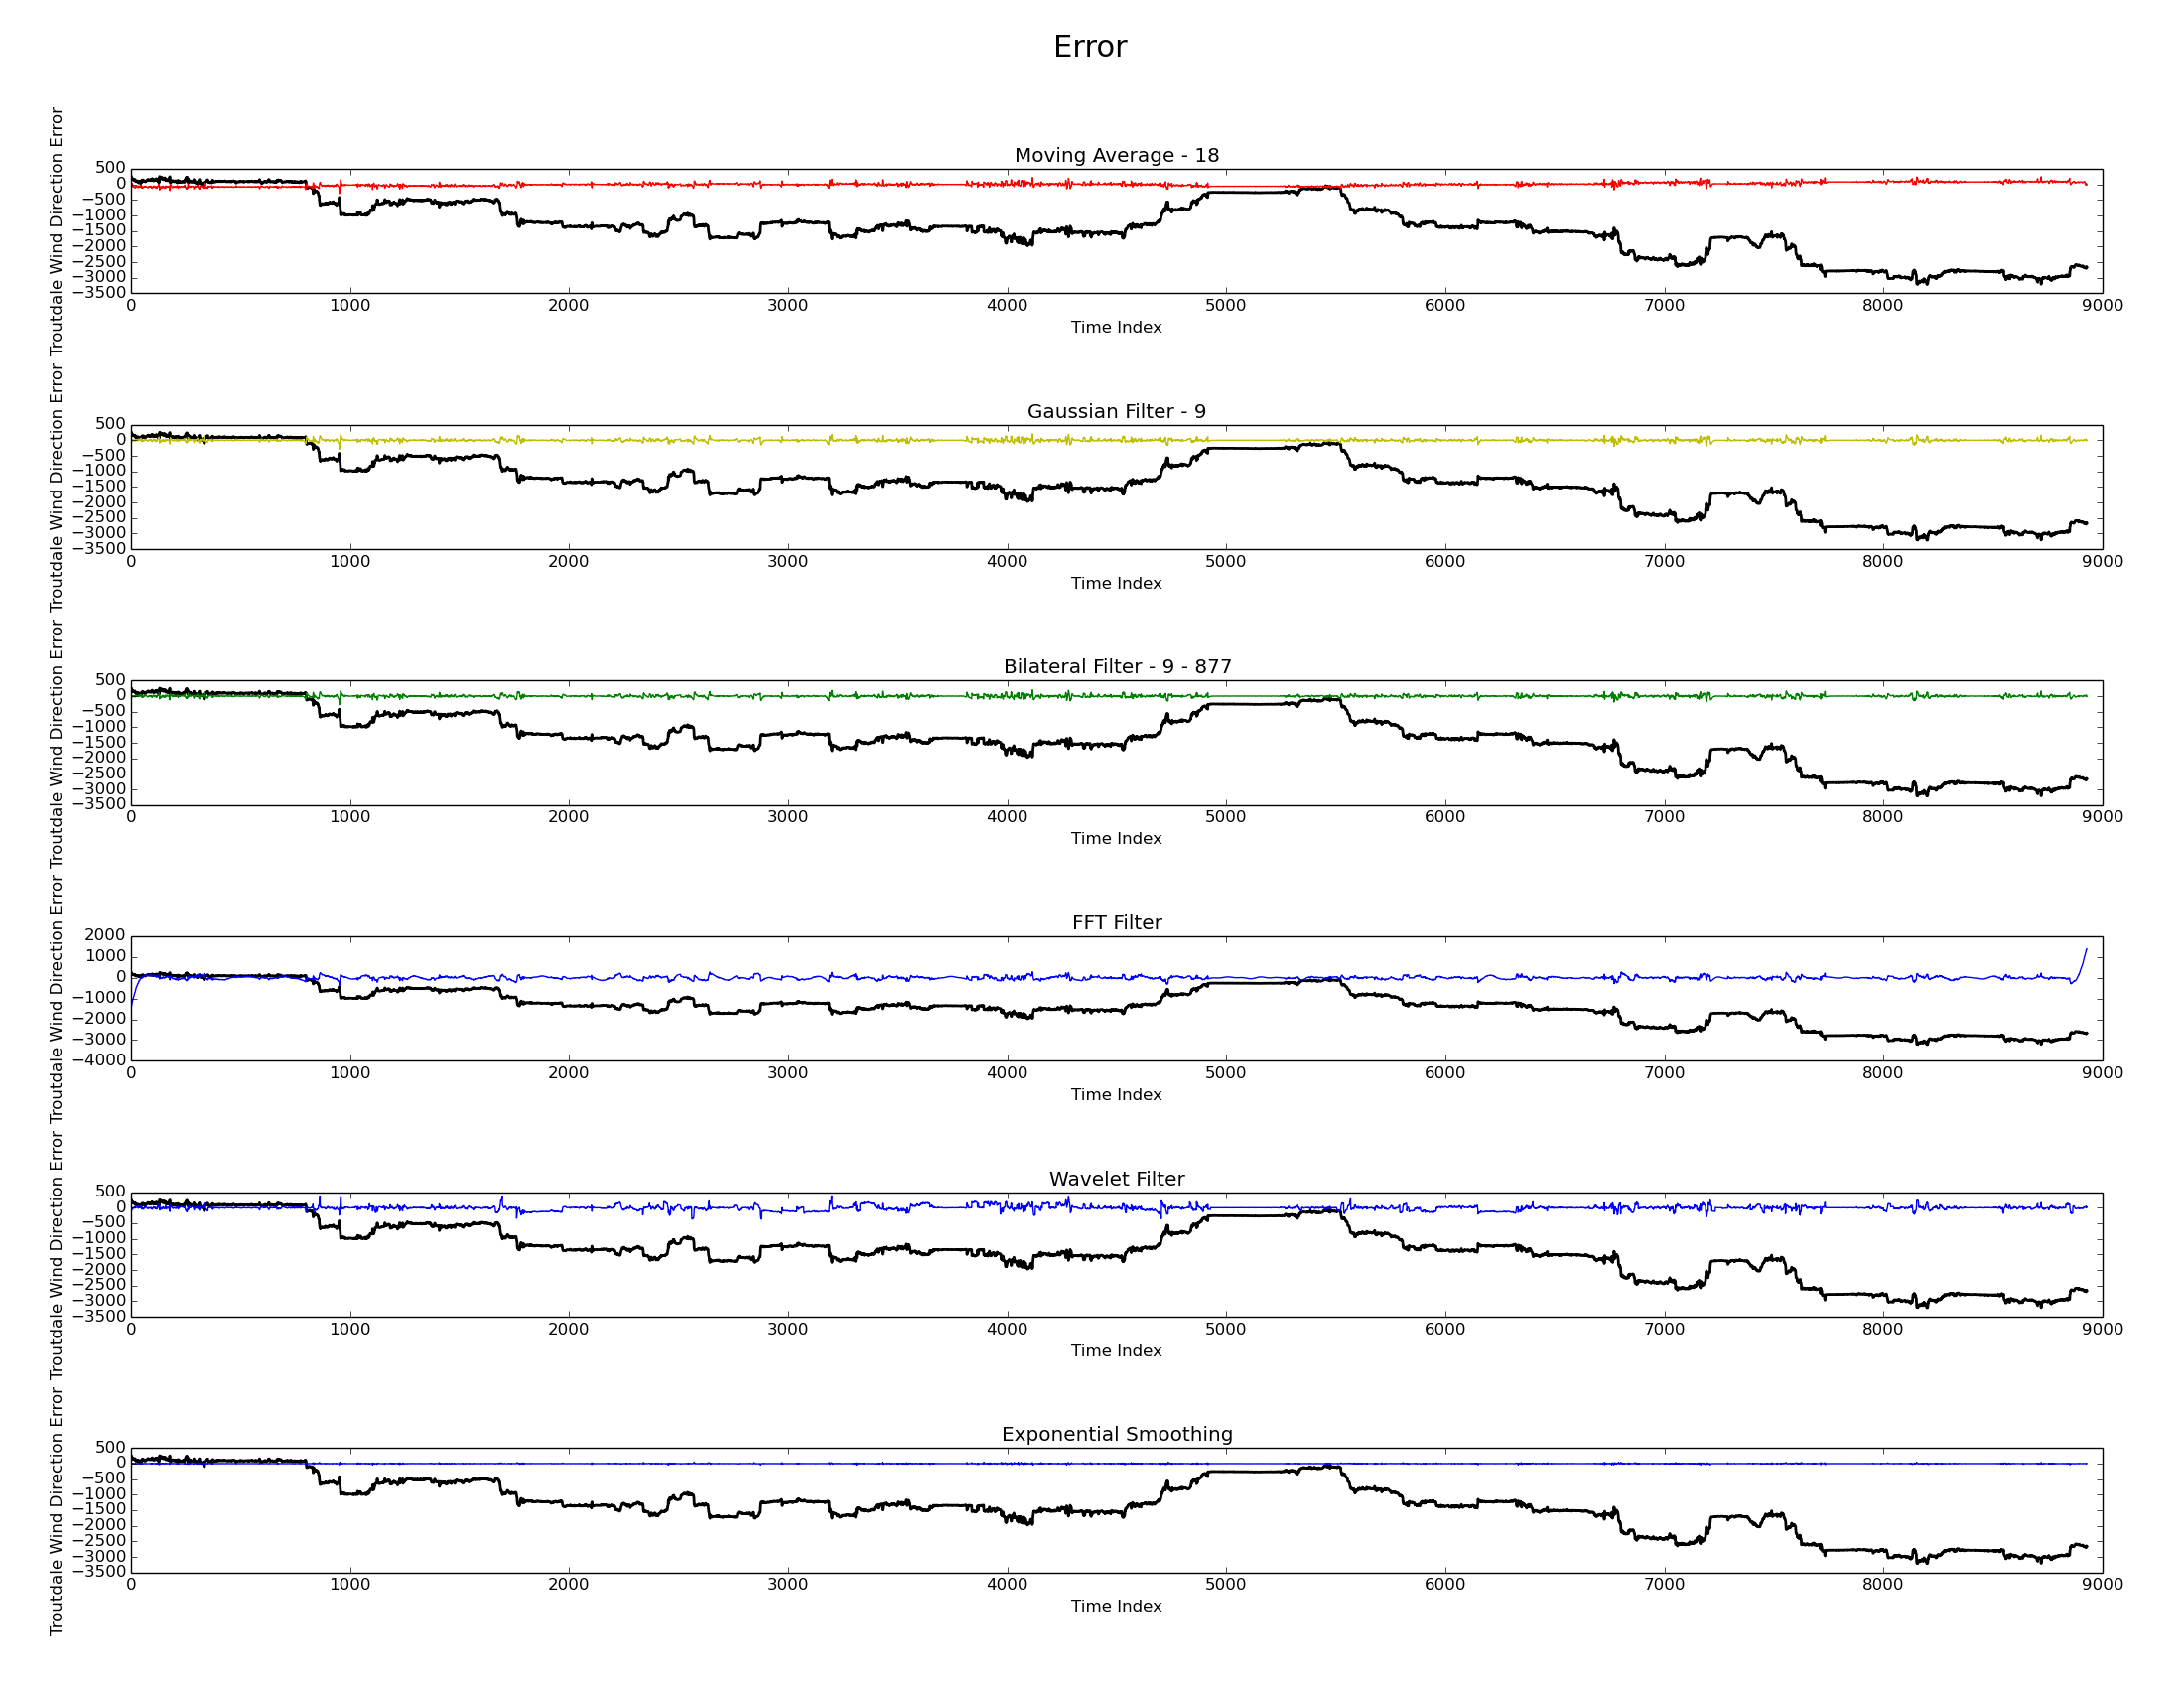 Error
Moving Average - 18
Troutdale Wind Direction Error
500
0
−500
−1000
−1500
−2000
−2500
−3000
−3500
0 1000 2000 3000 4000 5000 6000 7000 8000 9000
Time Index
Gaussian Filter - 9
Troutdale Wind Direction Error
500
0
−500
−1000
−1500
−2000
−2500
−3000
−3500
0 1000 2000 3000 4000 5000 6000 7000 8000 9000
Time Index
Bilateral Filter - 9 - 877
Troutdale Wind Direction Error
500
0
−500
−1000
−1500
−2000
−2500
−3000
−3500
0 1000 2000 3000 4000 5000 6000 7000 8000 9000
Time Index
FFT Filter
Troutdale Wind Direction Error
2000
1000
0
−1000
−2000
−3000
−4000
0 1000 2000 3000 4000 5000 6000 7000 8000 9000
Time Index
Wavelet Filter
Troutdale Wind Direction Error
500
0
−500
−1000
−1500
−2000
−2500
−3000
−3500
0 1000 2000 3000 4000 5000 6000 7000 8000 9000
Time Index
Exponential Smoothing
Troutdale Wind Direction Error
500
0
−500
−1000
−1500
−2000
−2500
−3000
−3500
0 1000 2000 3000 4000 5000 6000 7000 8000 9000
Time Index